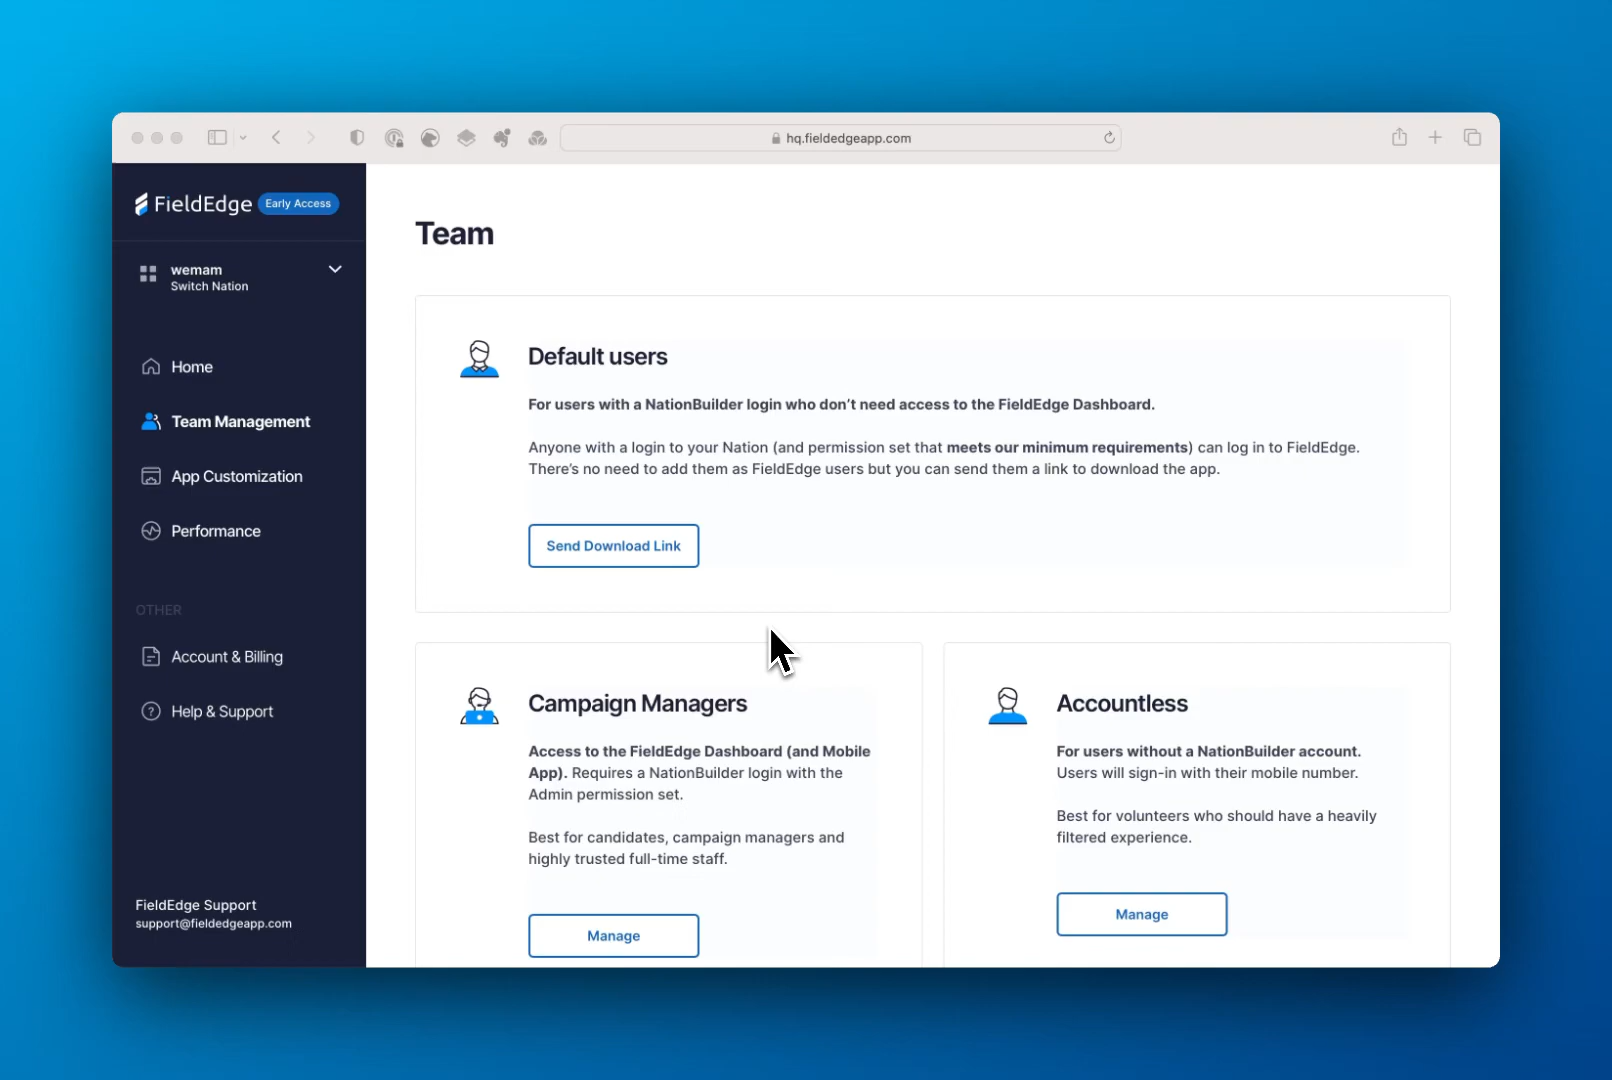 hq.fieldedgeapp.com
FieldEdge Early Access
wemam
Switch Nation
Home
Team Management
App Customization
Performance
OTHER
Account & Billing
Help & Support
FieldEdge Support
support@fieldedgeapp.com
Team
Default users
For users with a NationBuilder login who don’t need access to the FieldEdge Dashboard.
Anyone with a login to your Nation (and permission set that meets our minimum requirements) can log in to FieldEdge.
There’s no need to add them as FieldEdge users but you can send them a link to download the app.
Send Download Link
Campaign Managers
Access to the FieldEdge Dashboard (and Mobile
App). Requires a NationBuilder login with the
Admin permission set.
Best for candidates, campaign managers and
highly trusted full-time staff.
Manage
Accountless
For users without a NationBuilder account.
Users will sign-in with their mobile number.
Best for volunteers who should have a heavily
filtered experience.
Manage